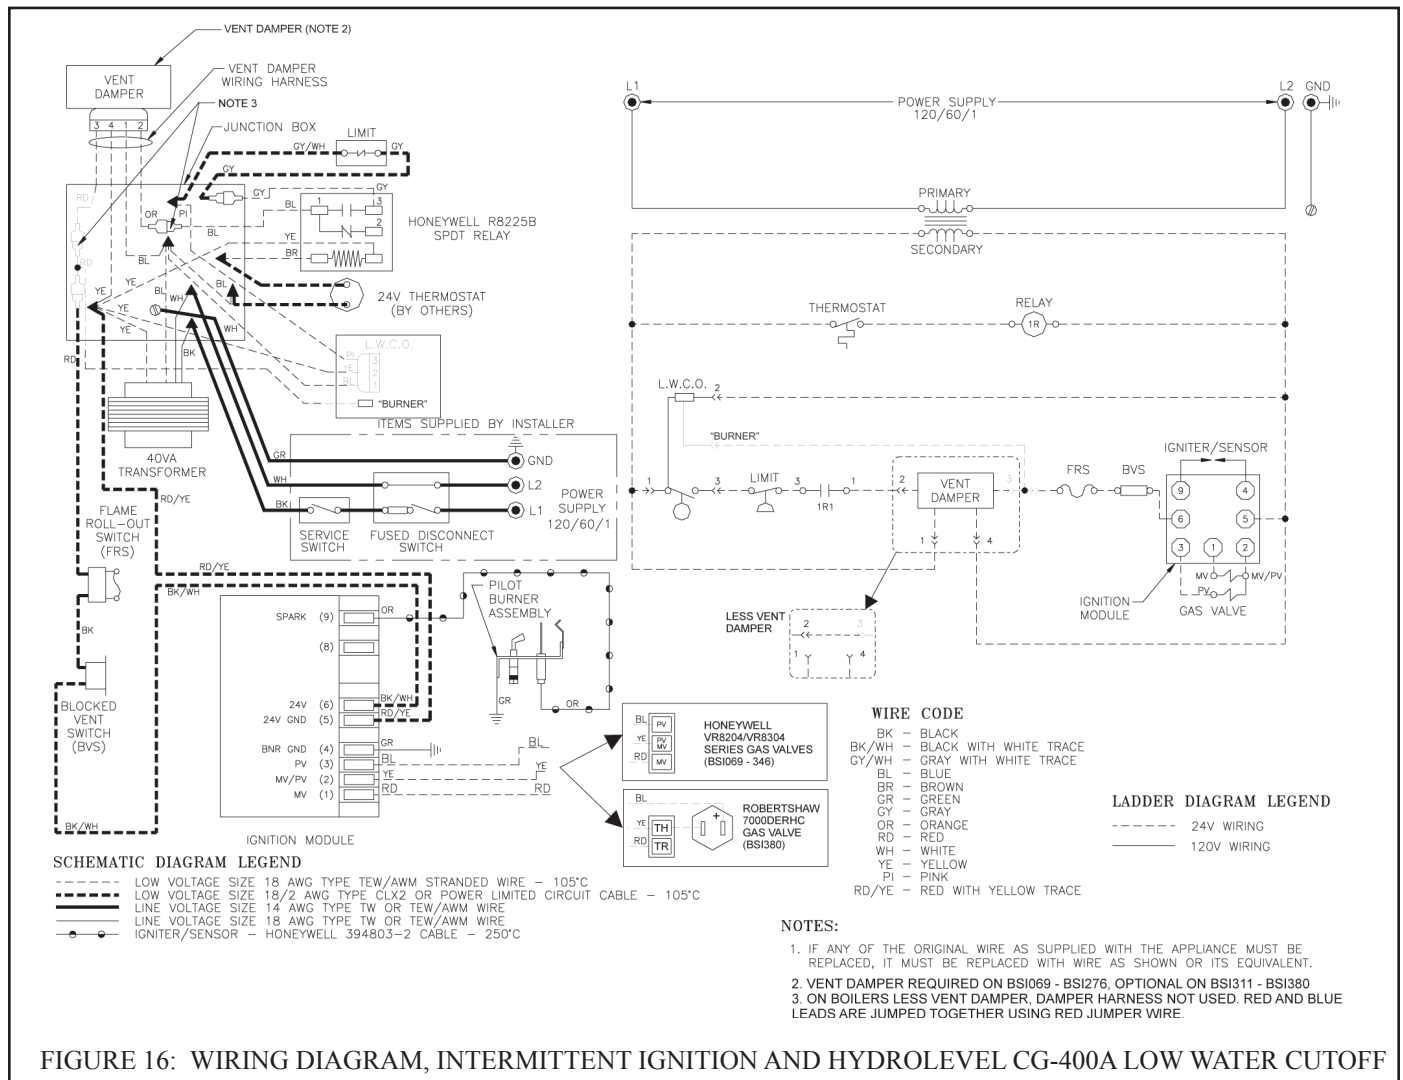 VENT DAMPER (NOTE 2)
VENT
DAMPER
3 4 1 2
VENT DAMPER
WIRING HARNESS
NOTE 3
JUNCTION BOX
LIMIT
GY/WH
GY
GY
RD
OR
PI
GY
GY
BL
BL
1
3
2
YE
BR
HONEYWELL R8225B
SPDT RELAY
RD
BL
YE
YE
BL
BL
YE
WH
YE
WH
BK
RD
24V THERMOSTAT
(BY OTHERS)
L.W.C.O.
PI 3
YE 2
BL 1
"BURNER"
40VA
TRANSFORMER
ITEMS SUPPLIED BY INSTALLER
GR
GND
WH
L2
BK
L1
POWER
SUPPLY
120/60/1
SERVICE
SWITCH
FUSED DISCONNECT
SWITCH
RD/YE
FLAME
ROLL-OUT
SWITCH
(FRS)
RD/YE
BK/WH
BK
BLOCKED
VENT
SWITCH
(BVS)
BK/WH
SPARK (9)
OR
(8)
24V (6)
BK/WH
24V GND (5)
RD/YE
BNR GND (4)
GR
PV (3)
BL
BL
MV/PV (2)
YE
YE
MV (1)
RD
RD
IGNITION MODULE
PILOT
BURNER
ASSEMBLY
GR
OR
BL PV
YE PV
MV
RD MV
HONEYWELL
VR8204/VR8304
SERIES GAS VALVES
(BSI069 - 346)
BL
YE TH
RD TR
+
ROBERTSHAW
7000DERHC
GAS VALVE
(BSI380)
L1
POWER SUPPLY
120/60/1
L2 GND
PRIMARY
SECONDARY
THERMOSTAT
RELAY
1R
L.W.C.O.
2
"BURNER"
1
3
LIMIT
3
1R1
1
2
VENT
DAMPER
3
1
4
FRS
BVS
IGNITER/SENSOR
9 4
6 5
3 1 2
MV
MV/PV
PV
GAS VALVE
IGNITION
MODULE
LESS VENT
DAMPER
2
3
1
4
WIRE CODE
BK – BLACK
BK/WH – BLACK WITH WHITE TRACE
GY/WH – GRAY WITH WHITE TRACE
BL – BLUE
BR – BROWN
GR – GREEN
GY – GRAY
OR – ORANGE
RD – RED
WH – WHITE
YE – YELLOW
PI – PINK
RD/YE – RED WITH YELLOW TRACE
LADDER DIAGRAM LEGEND
24V WIRING
120V WIRING
SCHEMATIC DIAGRAM LEGEND
LOW VOLTAGE SIZE 18 AWG TYPE TEW/AWM STRANDED WIRE – 105°C
LOW VOLTAGE SIZE 18/2 AWG TYPE CLX2 OR POWER LIMITED CIRCUIT CABLE – 105°C
LINE VOLTAGE SIZE 14 AWG TYPE TW OR TEW/AWM WIRE
LINE VOLTAGE SIZE 18 AWG TYPE TW OR TEW/AWM WIRE
IGNITER/SENSOR – HONEYWELL 394803–2 CABLE – 250°C
NOTES:
1. IF ANY OF THE ORIGINAL WIRE AS SUPPLIED WITH THE APPLIANCE MUST BE
REPLACED, IT MUST BE REPLACED WITH WIRE AS SHOWN OR ITS EQUIVALENT.
2. VENT DAMPER REQUIRED ON BSI069 - BSI276, OPTIONAL ON BSI311 - BSI380
3. ON BOILERS LESS VENT DAMPER, DAMPER HARNESS NOT USED. RED AND BLUE
LEADS ARE JUMPED TOGETHER USING RED JUMPER WIRE.
FIGURE 16: WIRING DIAGRAM, INTERMITTENT IGNITION AND HYDROLEVEL CG-400A LOW WATER CUTOFF